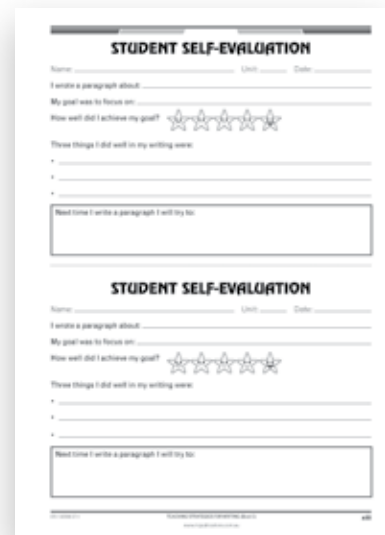 STUDENT SELF-EVALUATION
Name: Unit: Date:
I wrote a paragraph about:
My goal was to focus on:
How well did I achieve my goal?
Three things I did well in my writing were:
•
•
•
Next time I write a paragraph I will try to:
STUDENT SELF-EVALUATION
Name: Unit: Date:
I wrote a paragraph about:
My goal was to focus on:
How well did I achieve my goal?
Three things I did well in my writing were:
•
•
•
Next time I write a paragraph I will try to: